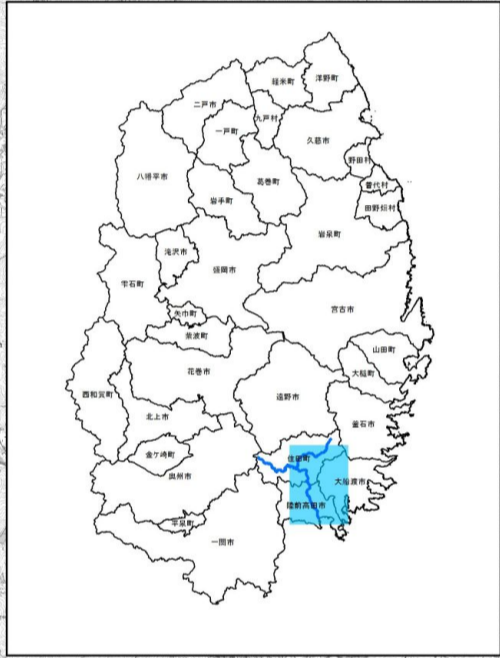 洋野町
軽米町
二戸市
九戸村
一戸町
久慈市
野田村
八幡平市
葛巻町
普代村
岩手町
田野畑村
岩泉町
滝沢市
盛岡市
雫石町
宮古市
矢巾町
紫波町
山田町
大槌町
花巻市
西和賀町
遠野市
北上市
釜石市
金ケ崎町
住田町
奥州市
大船渡市
陸前高田市
平泉町
一関市